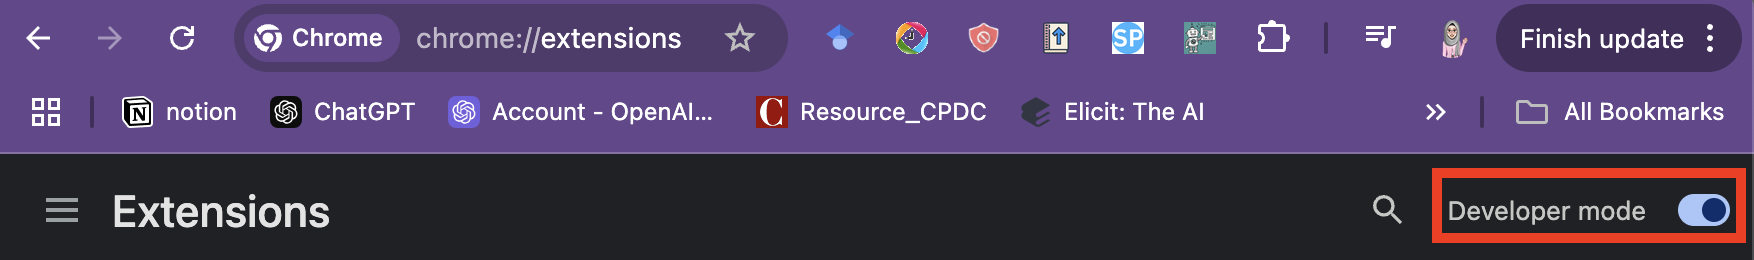 Chrome chrome://extensions SP Finish update
notion ChatGPT Account - OpenAI... C Resource_CPDC Elicit: The AI All Bookmarks
Extensions Developer mode